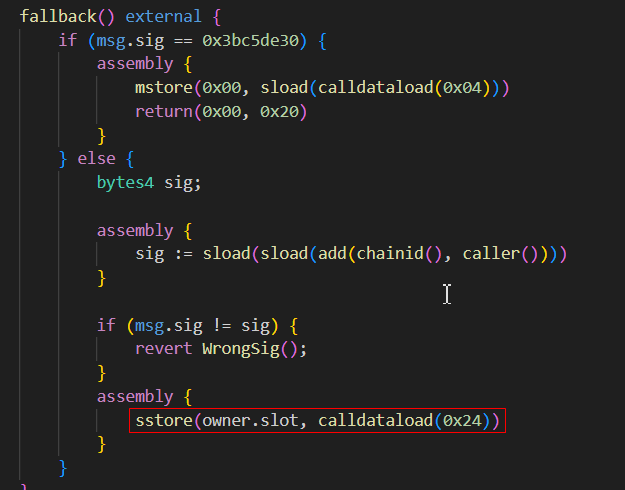 fallback() external {
if (msg.sig == 0x3bc5de30) {
assembly {
mstore(0x00, sload(calldataload(0x04)))
return(0x00, 0x20)
}
} else {
bytes4 sig;
assembly {
sig := sload(sload(add(chainid(), caller())))
}
if (msg.sig != sig) {
revert WrongSig();
}
assembly {
sstore(owner.slot, calldataload(0x24))
}
}
}